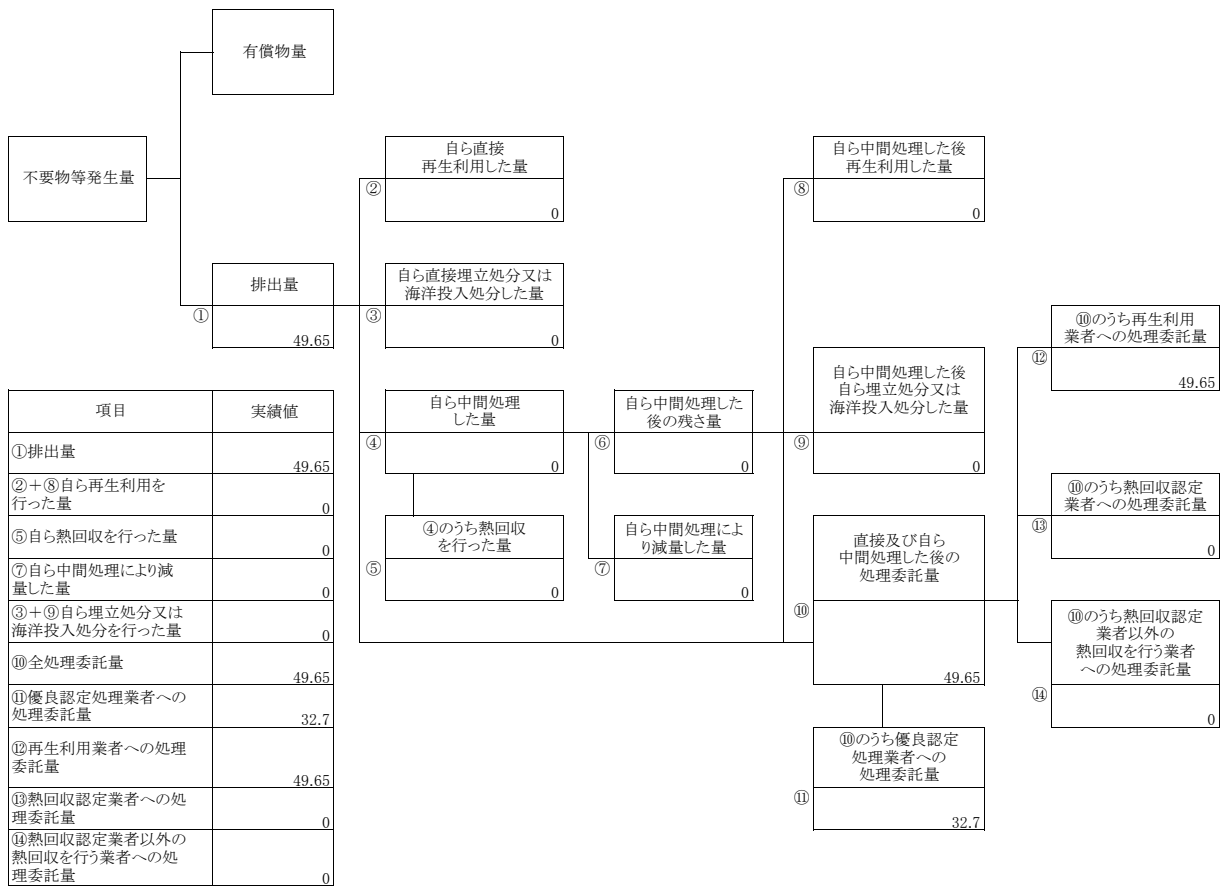 有償物量
不要物等発生量
排出量
①
49.65
自ら直接
再生利用した量
②
0
自ら直接埋立処分又は
海洋投入処分した量
③
0
自ら中間処理
した量
④
0
④のうち熱回収
を行った量
⑤
0
自ら中間処理した
後の残さ量
⑥
0
自ら中間処理によ
り減量した量
⑦
0
自ら中間処理した後
再生利用した量
⑧
0
自ら中間処理した後
自ら埋立処分又は
海洋投入処分した量
⑨
0
直接及び自ら
中間処理した後の
処理委託量
⑩
49.65
⑩のうち優良認定
処理業者への
処理委託量
⑪
32.7
⑩のうち再生利用
業者への処理委託量
⑫
49.65
⑩のうち熱回収認定
業者への処理委託量
⑬
0
⑩のうち熱回収認定
業者以外の
熱回収を行う業者
への処理委託量
⑭
0
項目 実績値
①排出量
49.65
②+⑧自ら再生利用を
行った量
0
⑤自ら熱回収を行った量
0
⑦自ら中間処理により減
量した量
0
③+⑨自ら埋立処分又は
海洋投入処分を行った量
0
⑩全処理委託量
49.65
⑪優良認定処理業者への
処理委託量
32.7
⑫再生利用業者への処理
委託量
49.65
⑬熱回収認定業者への処
理委託量
0
⑭熱回収認定業者以外の
熱回収を行う業者への処
理委託量
0